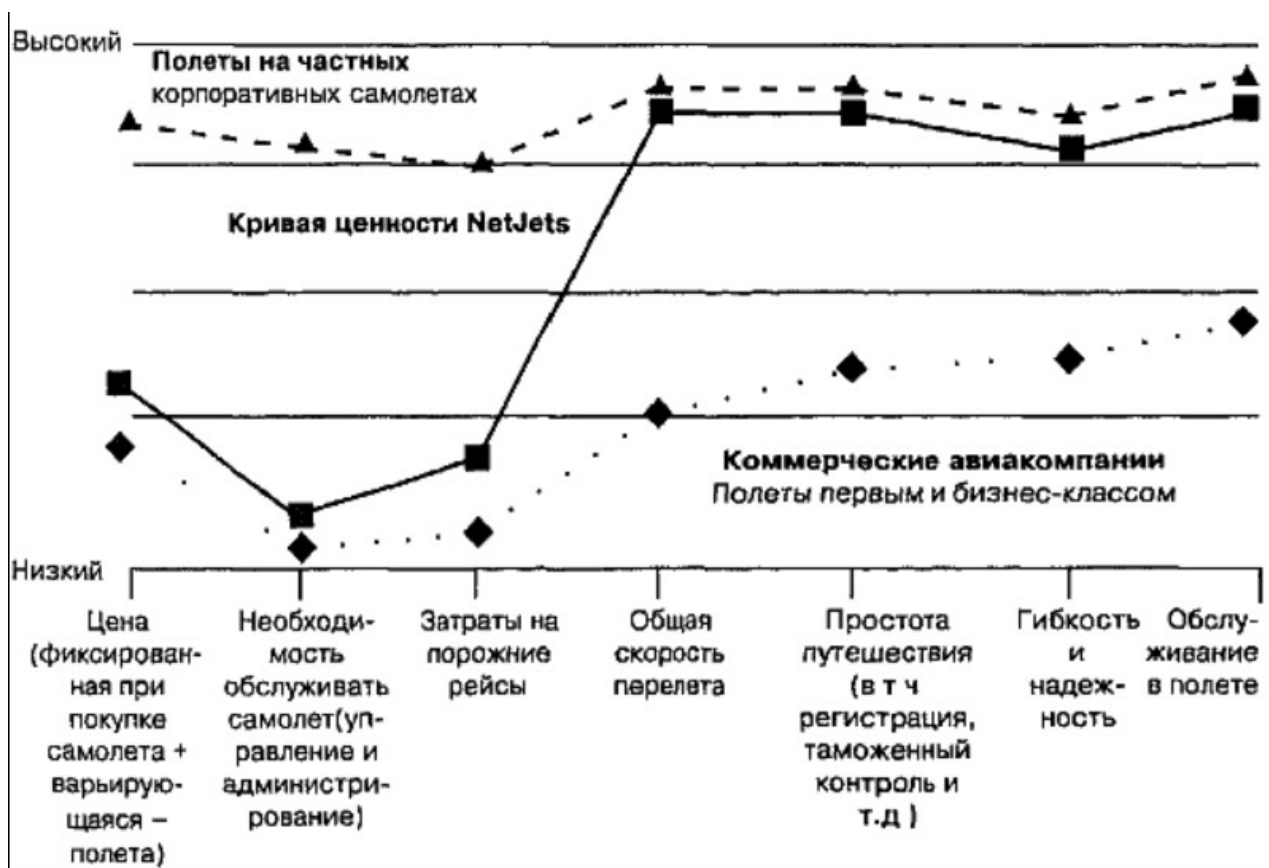 Высокий
Полеты на частных
корпоративных самолетах
Кривая ценности NetJets
Коммерческие авиакомпании
Полеты первым и бизнес-классом
Низкий
Цена
(фиксирован-
ная при
покупке
самолета +
варьирую-
щаяся –
полета)
Необходи-
мость
обслуживать
самолет(уп-
равление и
администри-
рование)
Затраты на
порожние
рейсы
Общая
скорость
перелета
Простота
путешествия
(в т ч
регистрация,
таможенный
контроль и
т.д )
Гибкость
и
надеж-
ность
Обслу-
живание
в полете